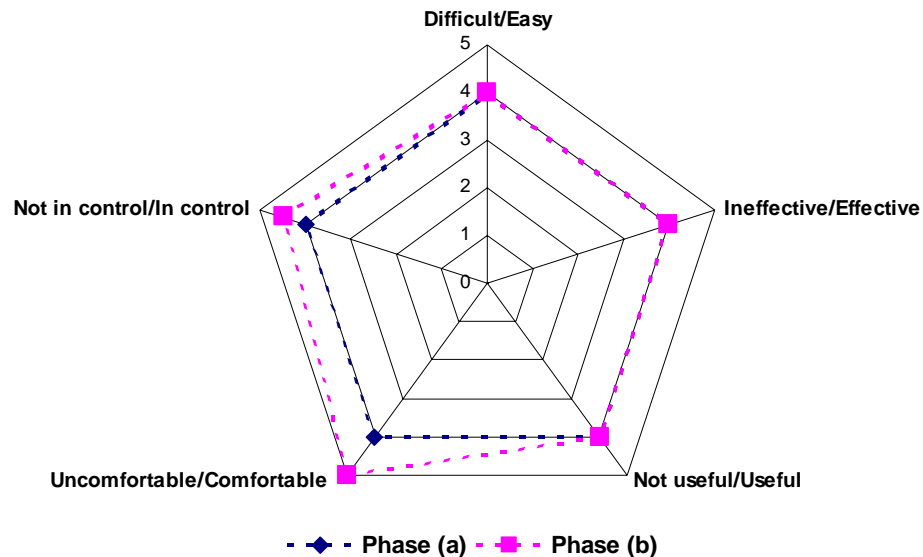 Difficult/Easy
5
4
3
2
1
0
Not in control/In control
Ineffective/Effective
Uncomfortable/Comfortable
Not useful/Useful
Phase (a) Phase (b)